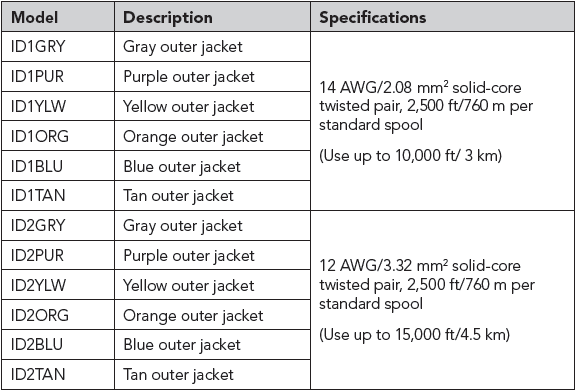 Model Description Specifications
ID1GRY Gray outer jacket
ID1PUR Purple outer jacket
ID1YLW Yellow outer jacket
ID1ORG Orange outer jacket
ID1BLU Blue outer jacket
ID1TAN Tan outer jacket
14 AWG/2.08 mm² solid-core
twisted pair, 2,500 ft/760 m per
standard spool
(Use up to 10,000 ft/ 3 km)
ID2GRY Gray outer jacket
ID2PUR Purple outer jacket
ID2YLW Yellow outer jacket
ID2ORG Orange outer jacket
ID2BLU Blue outer jacket
ID2TAN Tan outer jacket
12 AWG/3.32 mm² solid-core
twisted pair, 2,500 ft/760 m per
standard spool
(Use up to 15,000 ft/4.5 km)